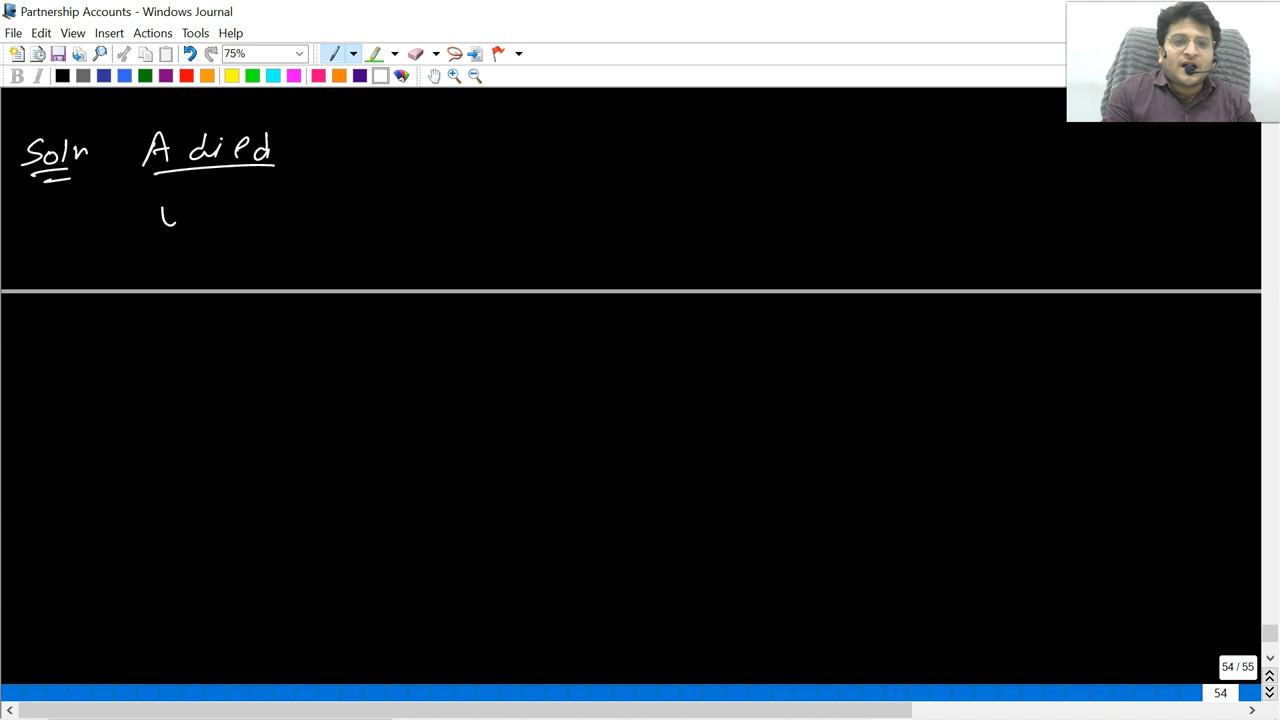 Partnership Accounts - Windows Journal
File Edit View Insert Actions Tools Help
75%
B I
Soln A died
54 / 55
54